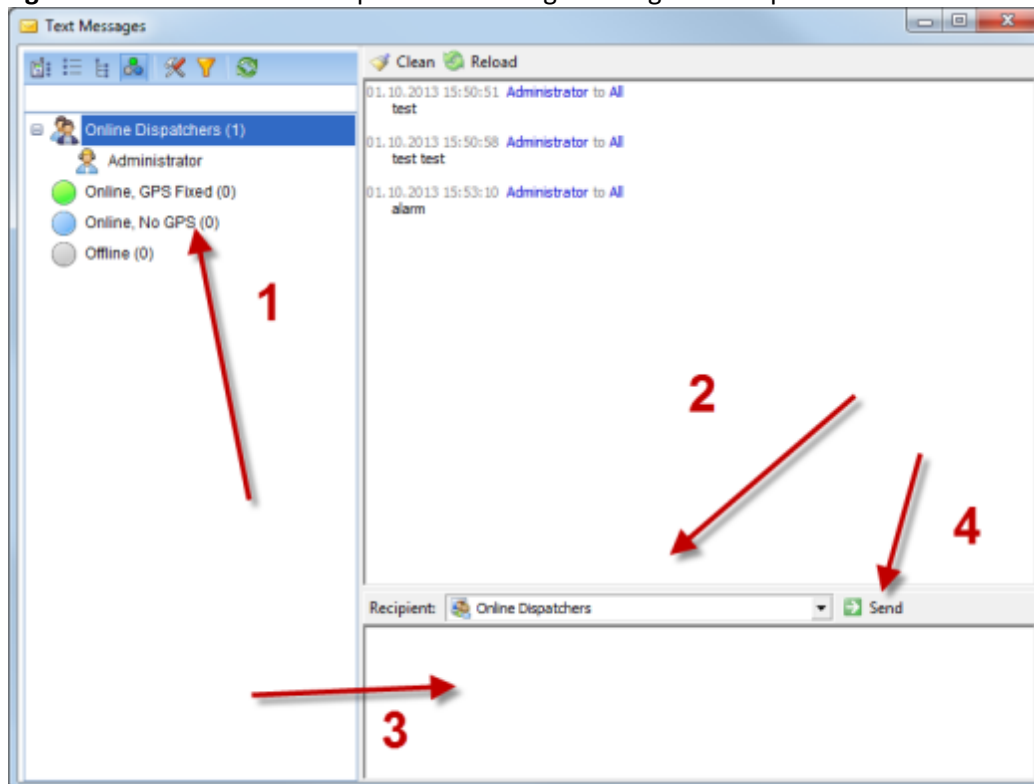 Text Messages
Clean Reload
Online Dispatchers (1)
Administrator
Online, GPS Fixed (0)
Online, No GPS (0)
Offline (0)
01.10.2013 15:50:51 Administrator to All
test
01.10.2013 15:50:58 Administrator to All
test test
01.10.2013 15:53:10 Administrator to All
alarm
1
2
4
Recipient: Online Dispatchers Send
3